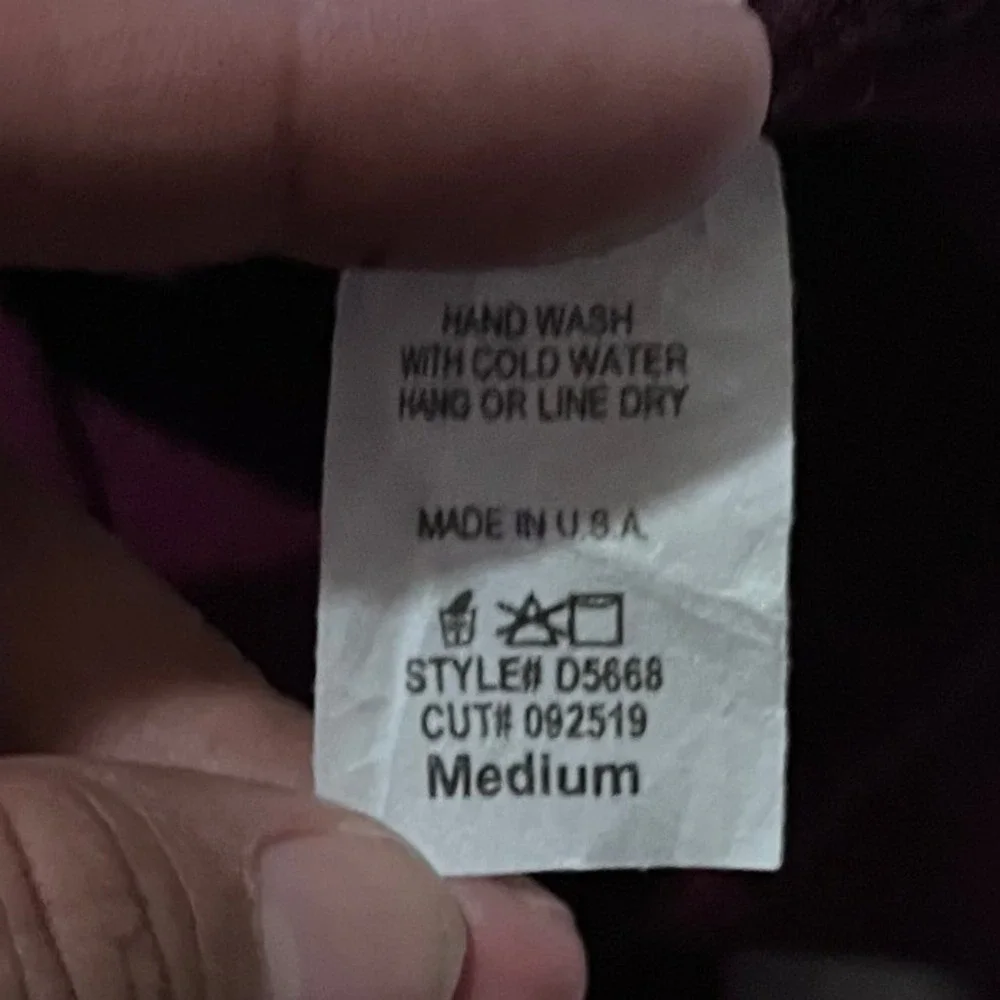 HAND WASH
WITH COLD WATER
HANG OR LINE DRY
MADE IN U.S.A.
STYLE# D5668
CUT# 092519
Medium